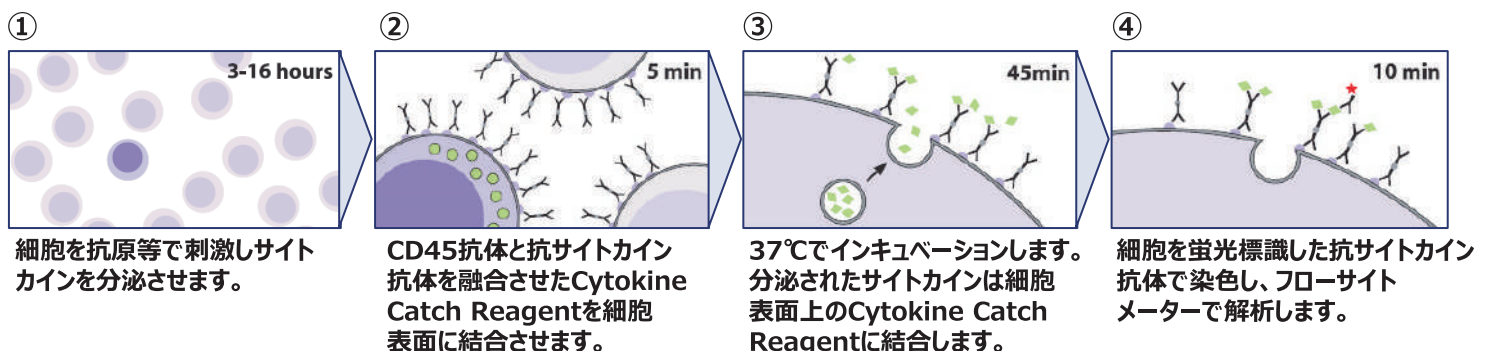 ①
3-16 hours
細胞を抗原等で刺激しサイト
カインを分泌させます。
②
5 min
CD45抗体と抗サイトカイン
抗体を融合させたCytokine
Catch Reagentを細胞
表面に結合させます。
③
45min
37℃でインキュベーションします。
分泌されたサイトカインは細胞
表面上のCytokine Catch
Reagentに結合します。
④
10 min
細胞を蛍光標識した抗サイトカイン
抗体で染色し、フローサイト
メーターで解析します。